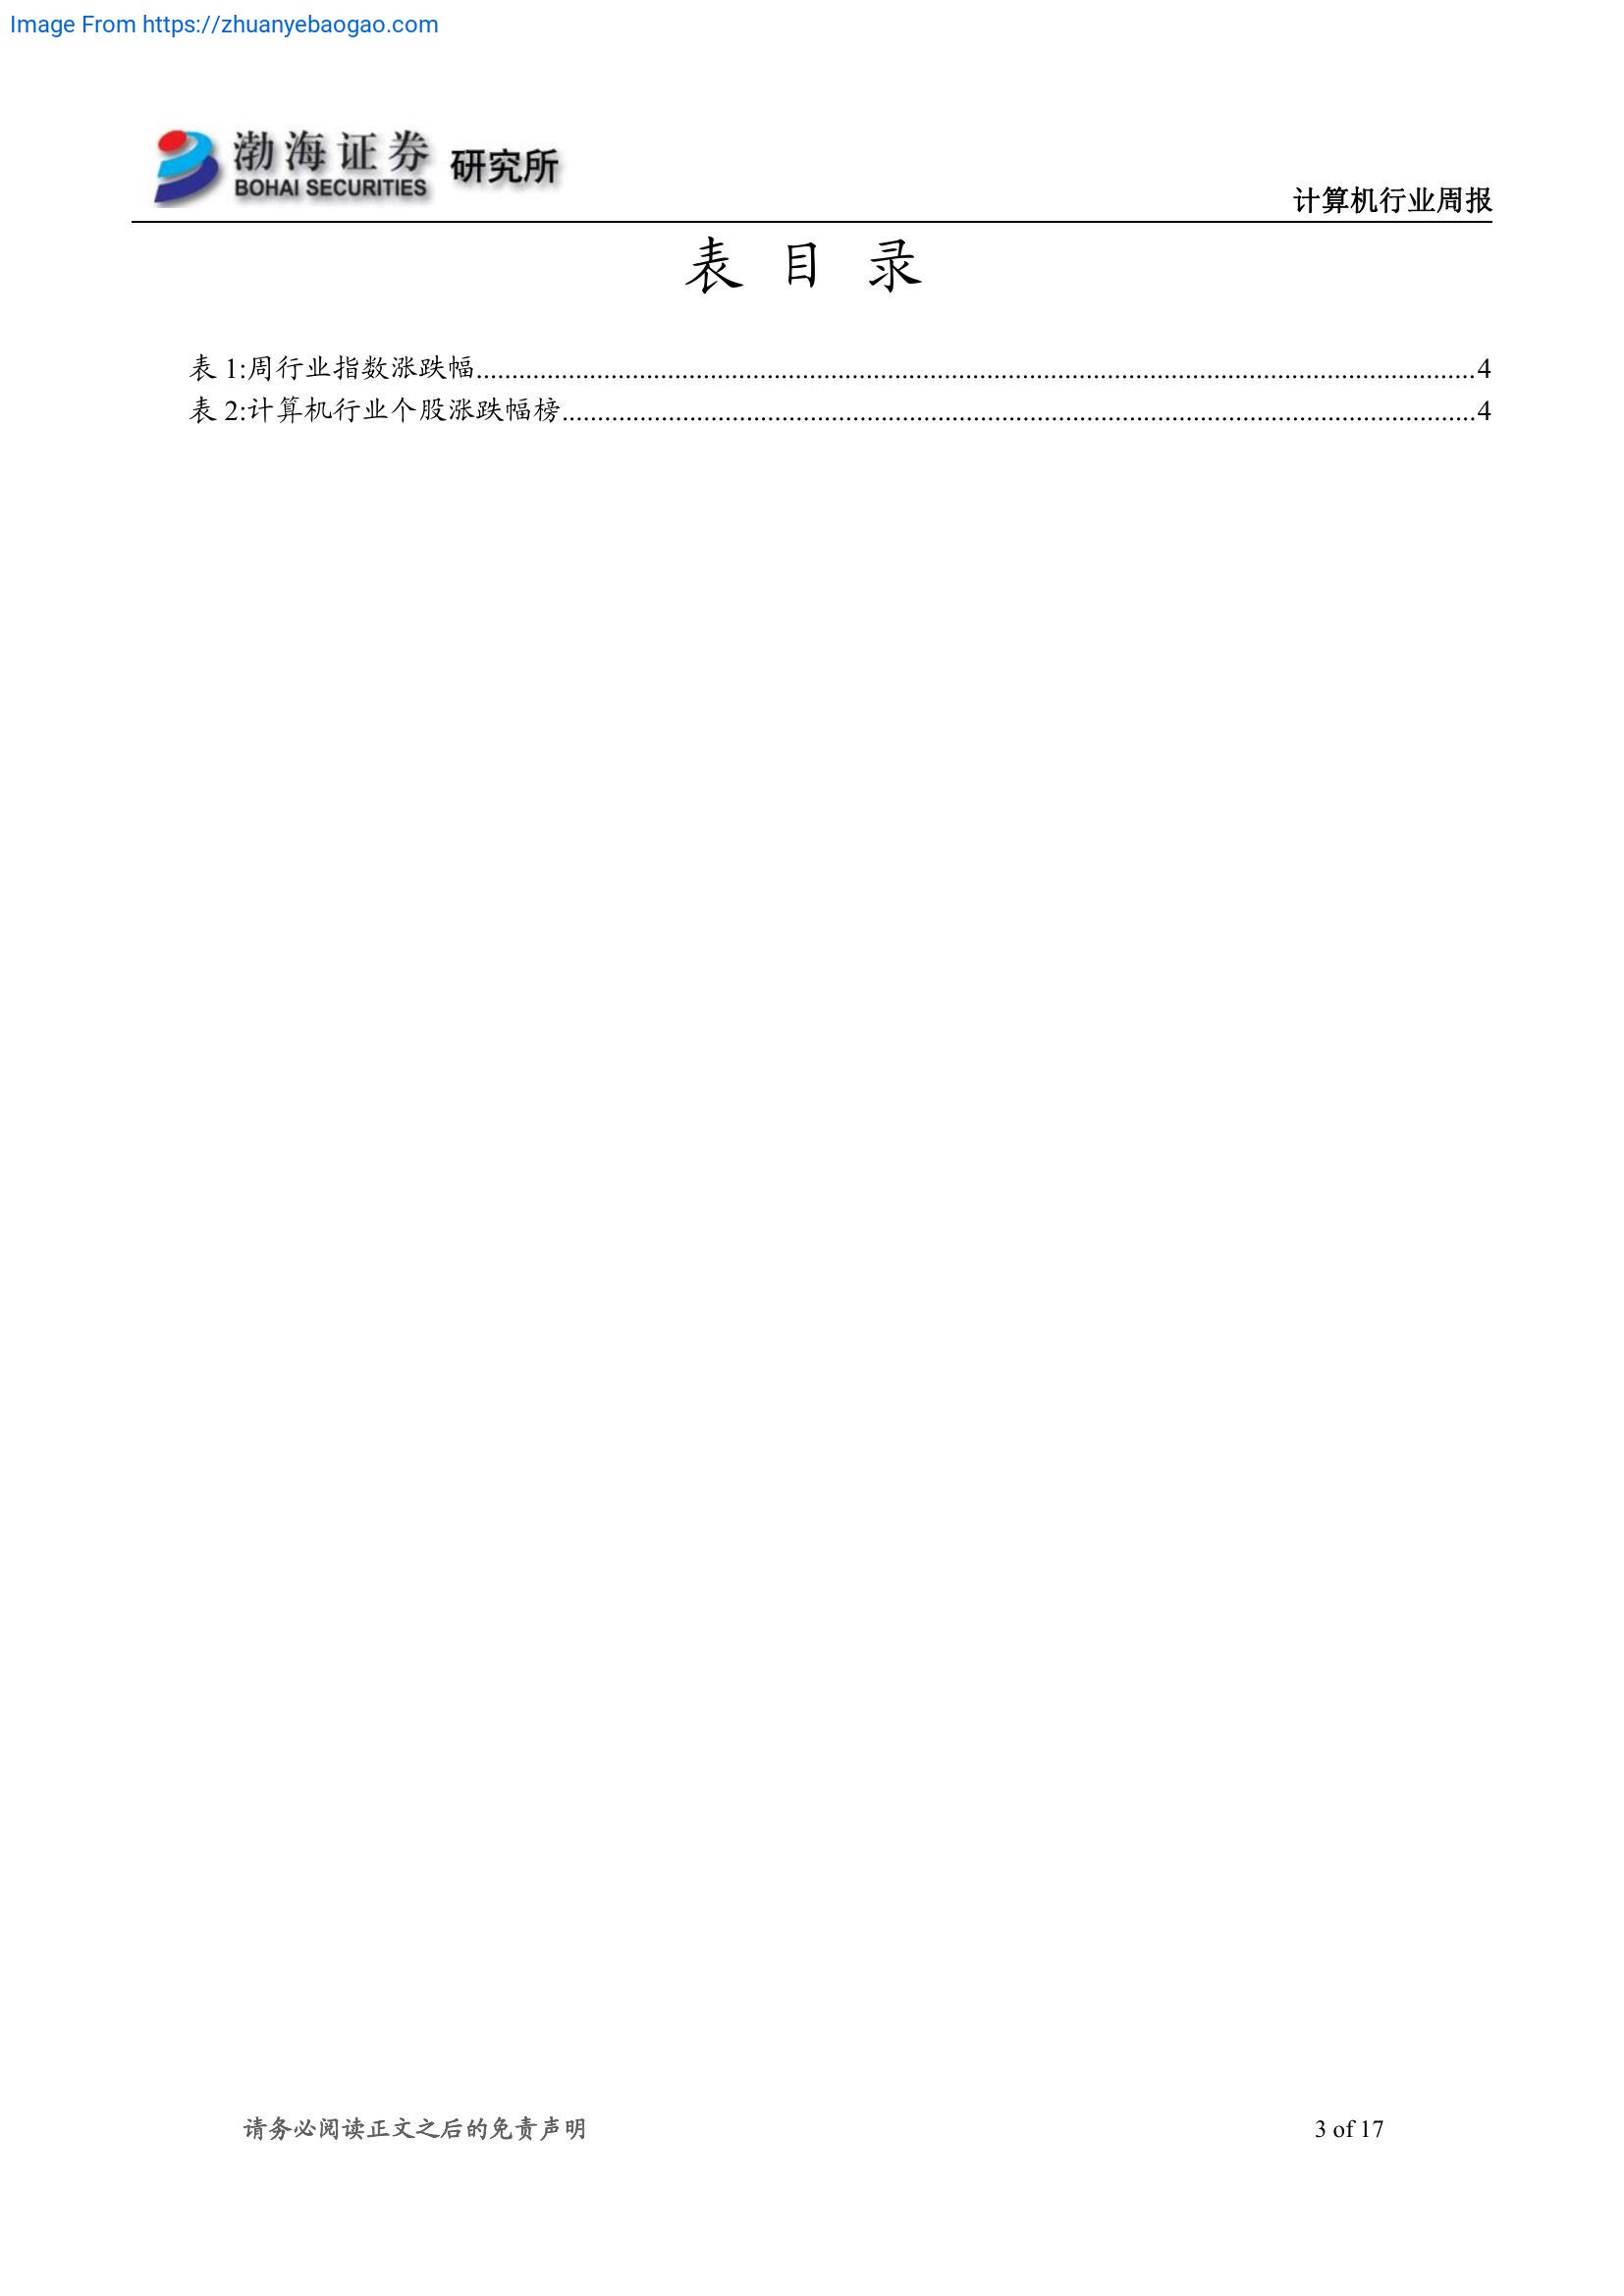 Image From https://zhuanyebaogao.com
渤海证券 研究所
BOHAI SECURITIES
计算机行业周报
表 目 录
表 1:周行业指数涨跌幅....................4
表 2:计算机行业个股涨跌幅榜....................4
请务必阅读正文之后的免责声明 3 of 17